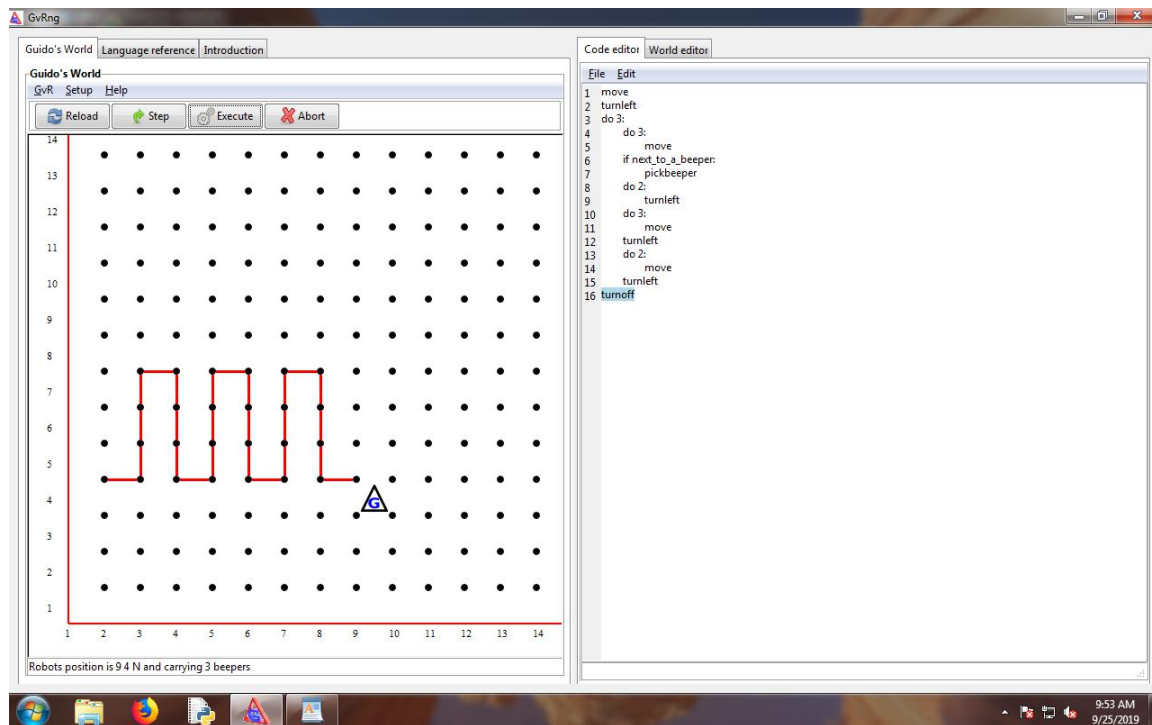 GvRng
Guido's World Language reference Introduction
Guido's World
GvR Setup Help
Reload Step Execute Abort
14
13
12
11
10
9
8
7
6
5
4
3
2
1
1 2 3 4 5 6 7 8 9 10 11 12 13 14
G
Robots position is 9 4 N and carrying 3 beepers
Code editor World editor
File Edit
1 move
2 turnleft
3 do 3:
4 do 3:
5 move
6 if next_to_a_beeper:
7 pickbeeper
8 do 2:
9 turnleft
10 do 3:
11 move
12 turnleft
13 do 2:
14 move
15 turnleft
16 turnoff
9:53 AM
9/25/2019